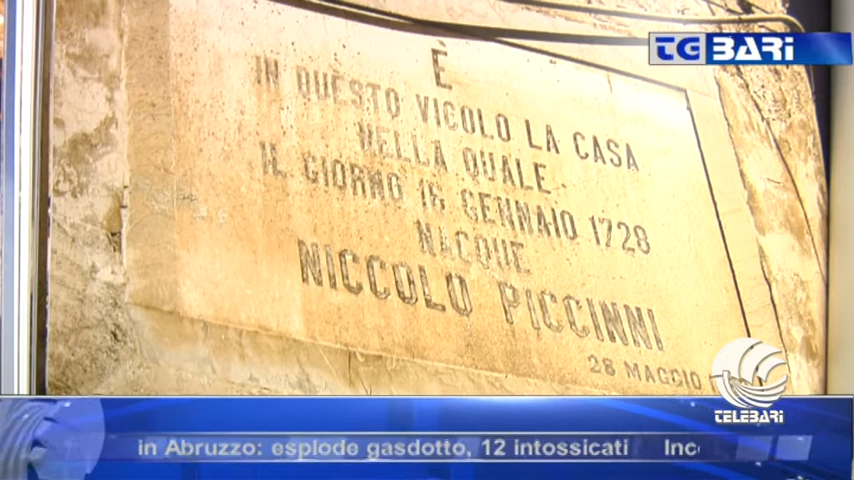 TG BARI
È
IN QUESTO VICOLO LA CASA
NELLA QUALE
IL GIORNO 16 GENNAIO 1728
NACQUE
NICCOLO PICCINNI
28 MAGGIO
TELEBARI
in Abruzzo: esplode gasdotto, 12 intossicati Inc